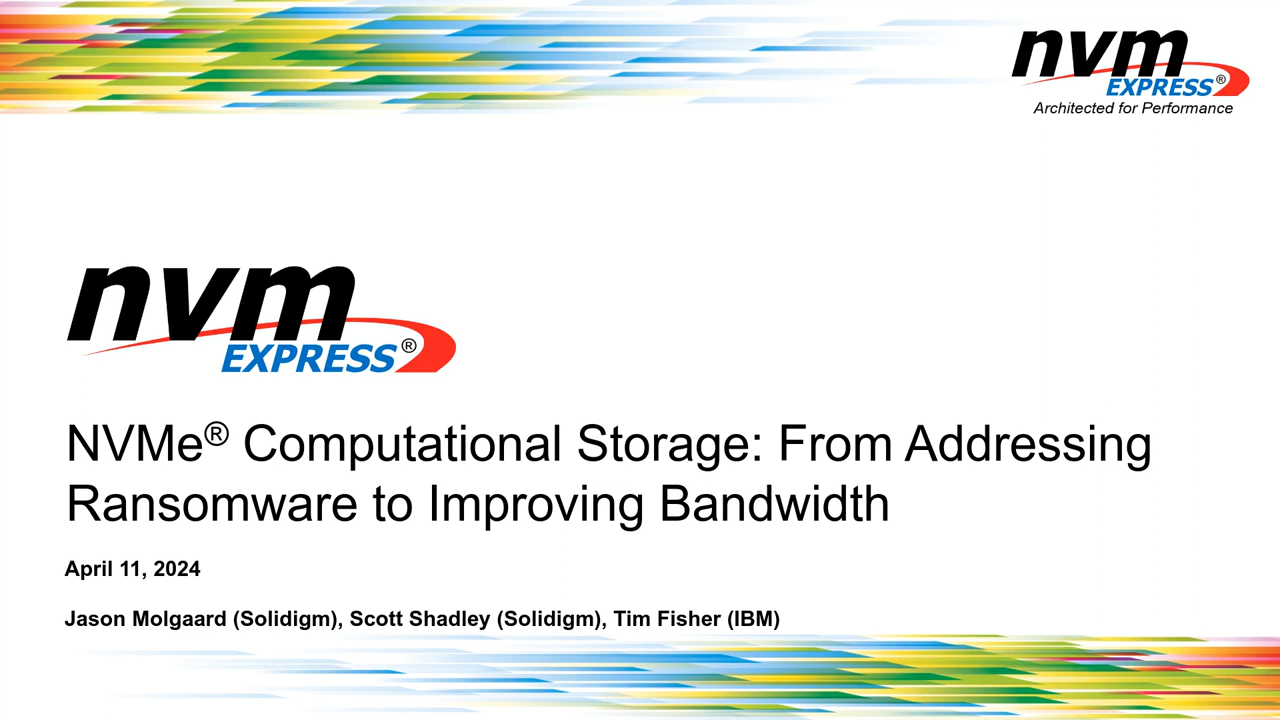 nvm
EXPRESS®
Architected for Performance
nvm
EXPRESS®
NVMe® Computational Storage: From Addressing
Ransomware to Improving Bandwidth
April 11, 2024
Jason Molgaard (Solidigm), Scott Shadley (Solidigm), Tim Fisher (IBM)